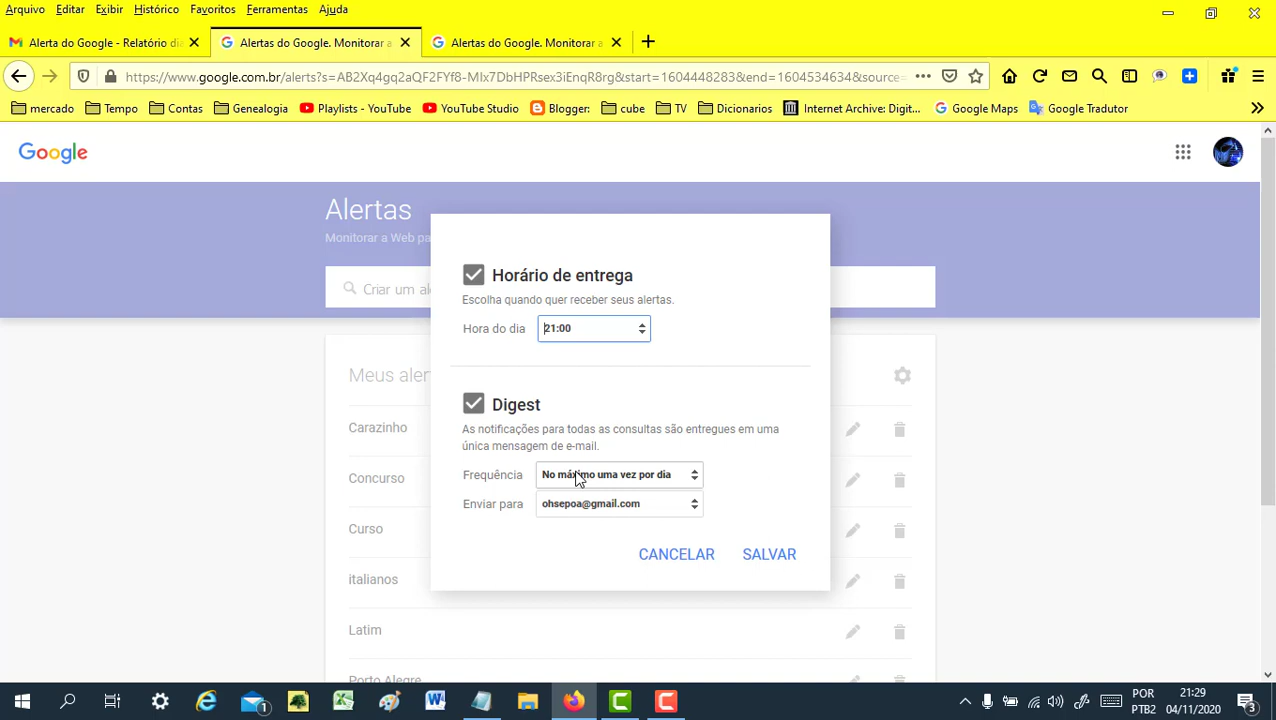 Arquivo Editar Exibir Histórico Favoritos Ferramentas Ajuda
Alerta do Google - Relatório di
Alertas do Google. Monitorar a
Alertas do Google. Monitorar a
https://www.google.com.br/alerts?s=AB2Xq4gq2aQF2FYf8-MIx7DbHPRsex3iEnqR8rg&start=1604448283&end=1604534634&source=
mercado Tempo Contas Genealogia Playlists - YouTube YouTube Studio Blogger: cube TV Dicionarios Internet Archive: Digit... Google Maps Google Tradutor
Google
Alertas
Monitorar a Web pa
Criar um al
Horário de entrega
Escolha quando quer receber seus alertas.
Hora do dia 21:00
Meus aler
Digest
As notificações para todas as consultas são entregues em uma
única mensagem de e-mail.
Frequência No máximo uma vez por dia
Enviar para ohsepoa@gmail.com
CANCELAR SALVAR
Carazinho
Concurso
Curso
italianos
Latim
Porto Alegre
POR
PTB2
21:29
04/11/2020
1
3